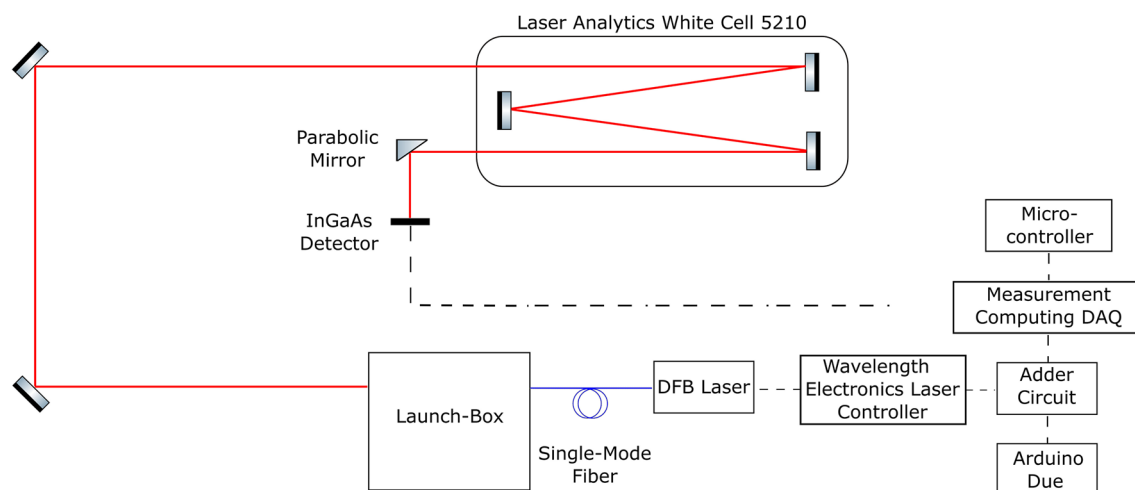 Laser Analytics White Cell 5210
Parabolic
Mirror
InGaAs
Detector
Micro-
controller
Measurement
Computing DAQ
Launch-Box
Single-Mode
Fiber
DFB Laser
Wavelength
Electronics Laser
Controller
Adder
Circuit
Arduino
Due